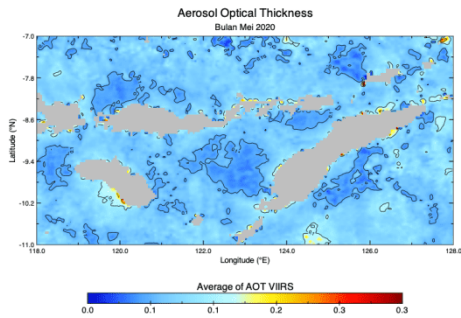 Aerosol Optical Thickness
Bulan Mei 2020
-7.0
-7.8
-8.6
-9.4
-10.2
-11.0
Latitude (°N)
118.0 120.0 122.0 124.0 126.0 128.0
Longitude (°E)
Average of AOT VIIRS
0.0 0.1 0.1 0.2 0.3 0.3